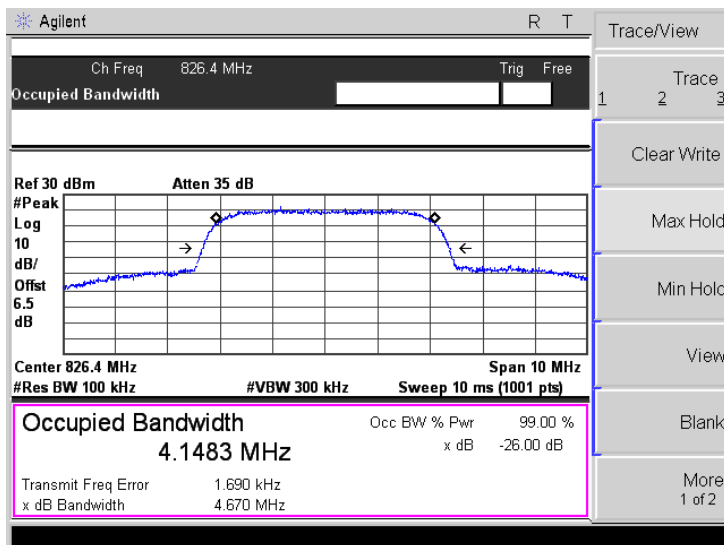 Agilent R T
Trace/View
Ch Freq 826.4 MHz Trig Free
Occupied Bandwidth
Trace
1 2 3
Clear Write
Max Hold
Min Hold
View
Blank
More
1 of 2
Ref 30 dBm Atten 35 dB
#Peak
Log
10
dB/
Offst
6.5
dB
Center 826.4 MHz Span 10 MHz
#Res BW 100 kHz #VBW 300 kHz Sweep 10 ms (1001 pts)
Occupied Bandwidth Occ BW % Pwr 99.00 %
4.1483 MHz x dB -26.00 dB
Transmit Freq Error 1.690 kHz
x dB Bandwidth 4.670 MHz